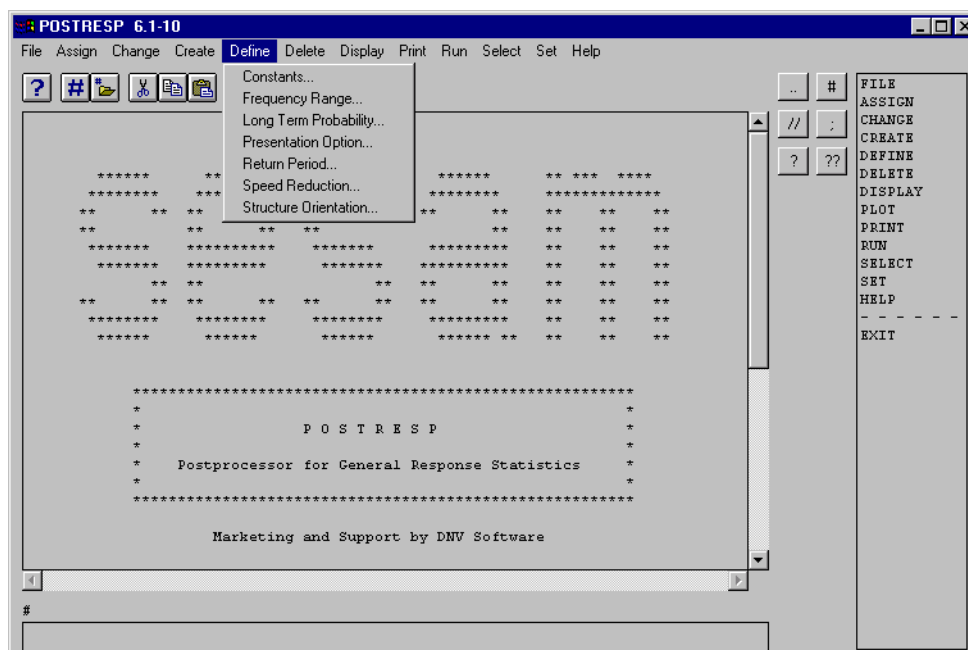 POSTRESP 6.1-10
File Assign Change Create Define Delete Display Print Run Select Set Help
Constants...
Frequency Range...
Long Term Probability...
Presentation Option...
Return Period...
Speed Reduction...
Structure Orientation...
? # #
.. #
// ;
? ??
FILE
ASSIGN
CHANGE
CREATE
DEFINE
DELETE
DISPLAY
PLOT
PRINT
RUN
SELECT
SET
HELP
- - - - - -
EXIT
Sesam
P O S T R E S P
Postprocessor for General Response Statistics
Marketing and Support by DNV Software
#